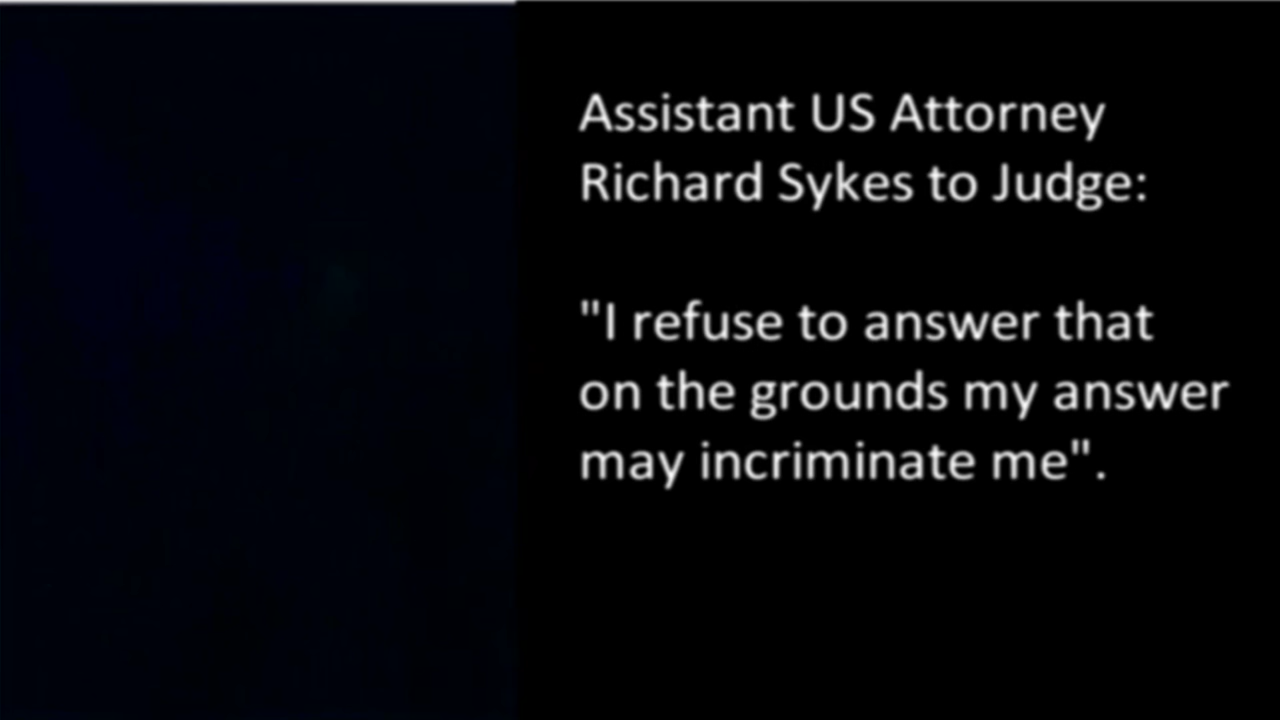 Assistant US Attorney
Richard Sykes to Judge:
"I refuse to answer that
on the grounds my answer
may incriminate me".